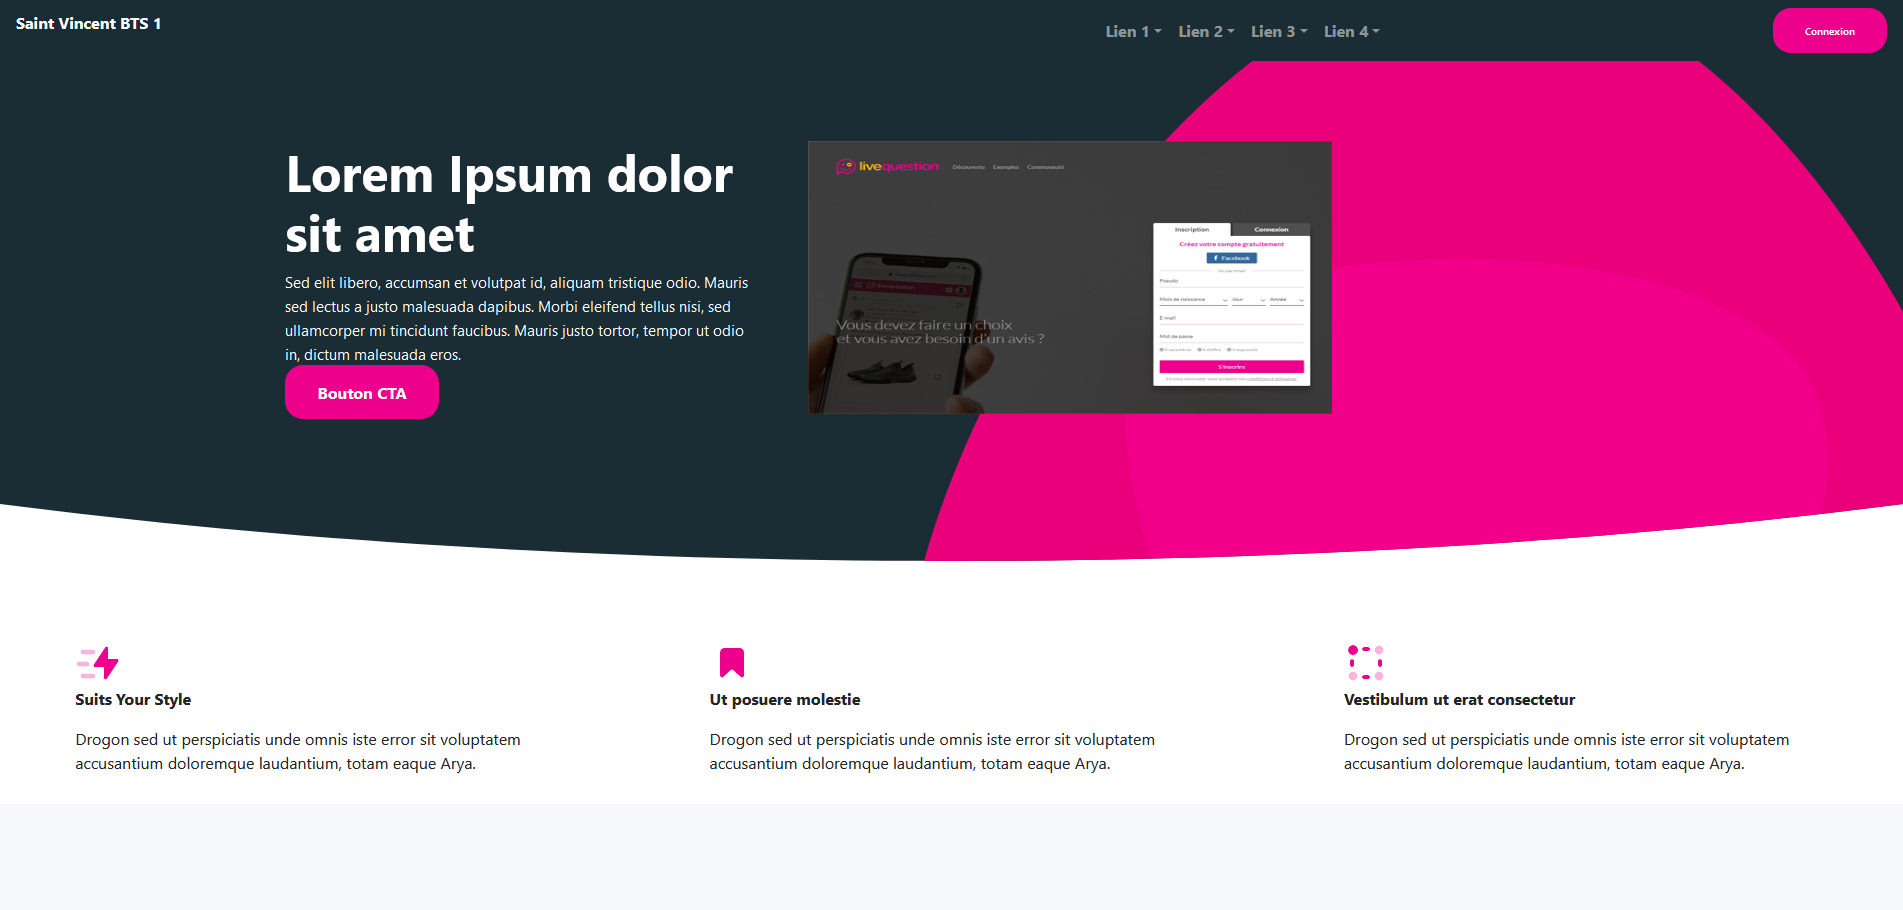 Saint Vincent BTS 1
Lien 1 Lien 2 Lien 3 Lien 4
Connexion
Lorem Ipsum dolor
sit amet
Sed elit libero, accumsan et volutpat id, aliquam tristique odio. Mauris
sed lectus a justo malesuada dapibus. Morbi eleifend tellus nisi, sed
ullamcorper mi tincidunt faucibus. Mauris justo tortor, tempor ut odio
in, dictum malesuada eros.
Bouton CTA
livequestion
Découverte Exemples Communauté
Vous devez faire un choix
et vous avez besoin d'un avis ?
Inscription Connexion
Créez votre compte gratuitement
Facebook
Ou par email
Pseudo
Mois de naissance Jour Année
E-mail
Mot de passe
S'inscrire
Suits Your Style
Drogon sed ut perspiciatis unde omnis iste error sit voluptatem
accusantium doloremque laudantium, totam eaque Arya.
Ut posuere molestie
Drogon sed ut perspiciatis unde omnis iste error sit voluptatem
accusantium doloremque laudantium, totam eaque Arya.
Vestibulum ut erat consectetur
Drogon sed ut perspiciatis unde omnis iste error sit voluptatem
accusantium doloremque laudantium, totam eaque Arya.